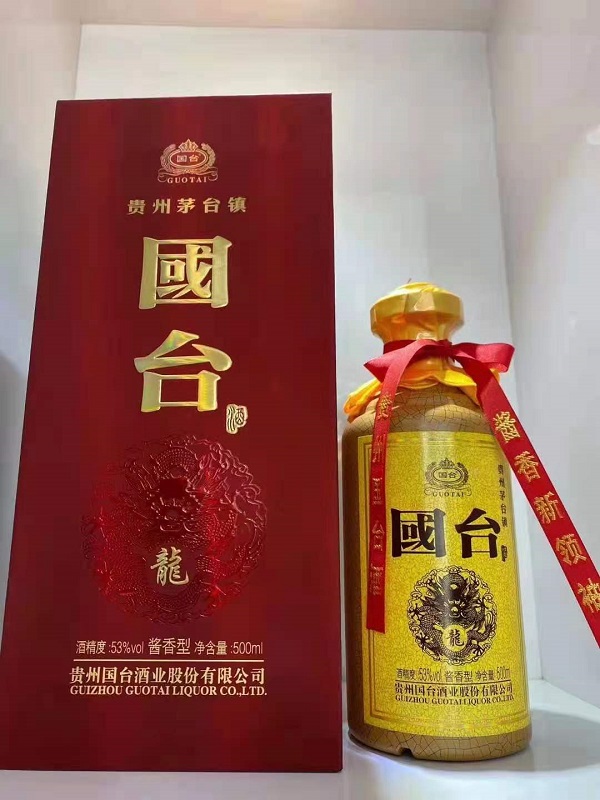 国台
GUOTAI
贵州茅台镇
國
台
酒
龍
酒精度:53%vol 酱香型 净含量:500ml
贵州国台酒业股份有限公司
GUIZHOU GUOTAI LIQUOR CO.,LTD.
国台
GUOTAI
贵州茅台镇
國台
龍
酒精度:53%vol 酱香型 净含量:500ml
贵州国台酒业股份有限公司
GUIZHOU GUOTAI LIQUOR CO.,LTD.
酱香新领袖